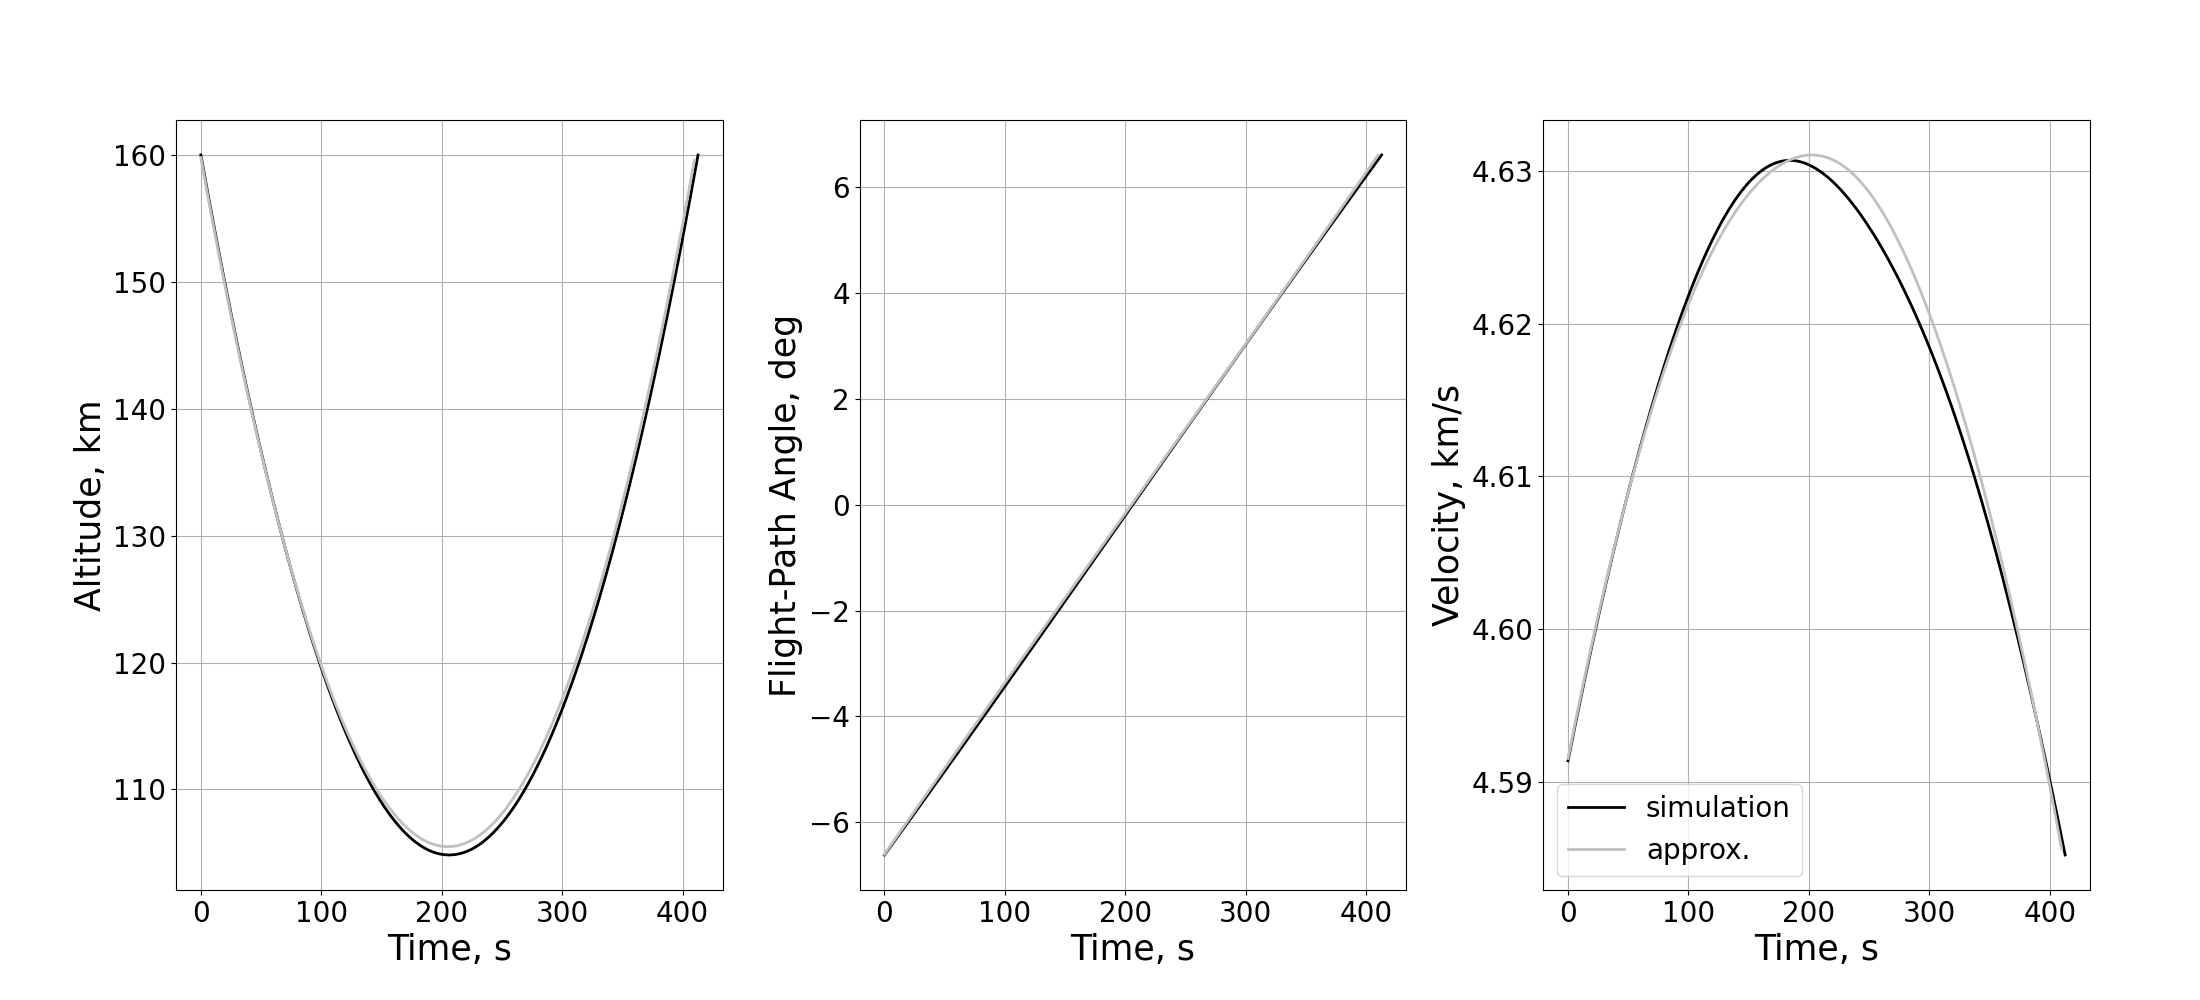 Altitude, km
160
150
140
130
120
110
0 100 200 300 400
Time, s
Flight-Path Angle, deg
6
4
2
0
−2
−4
−6
0 100 200 300 400
Time, s
Velocity, km/s
4.63
4.62
4.61
4.60
4.59
simulation
approx.
0 100 200 300 400
Time, s